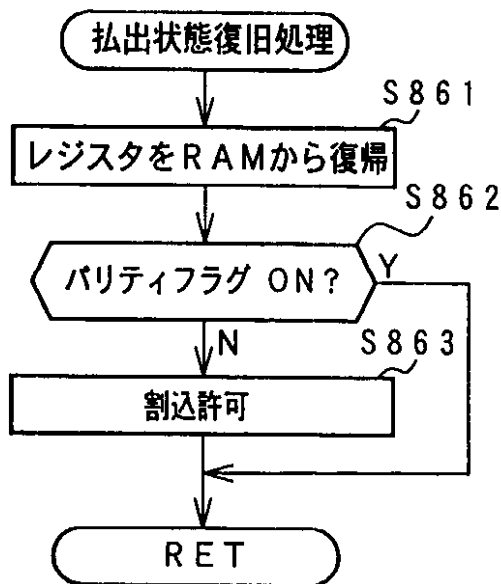 払出状態復旧処理
S861
レジスタをRAMから復帰
S862
パリティフラグ ON?
Y
N
S863
割込許可
RET